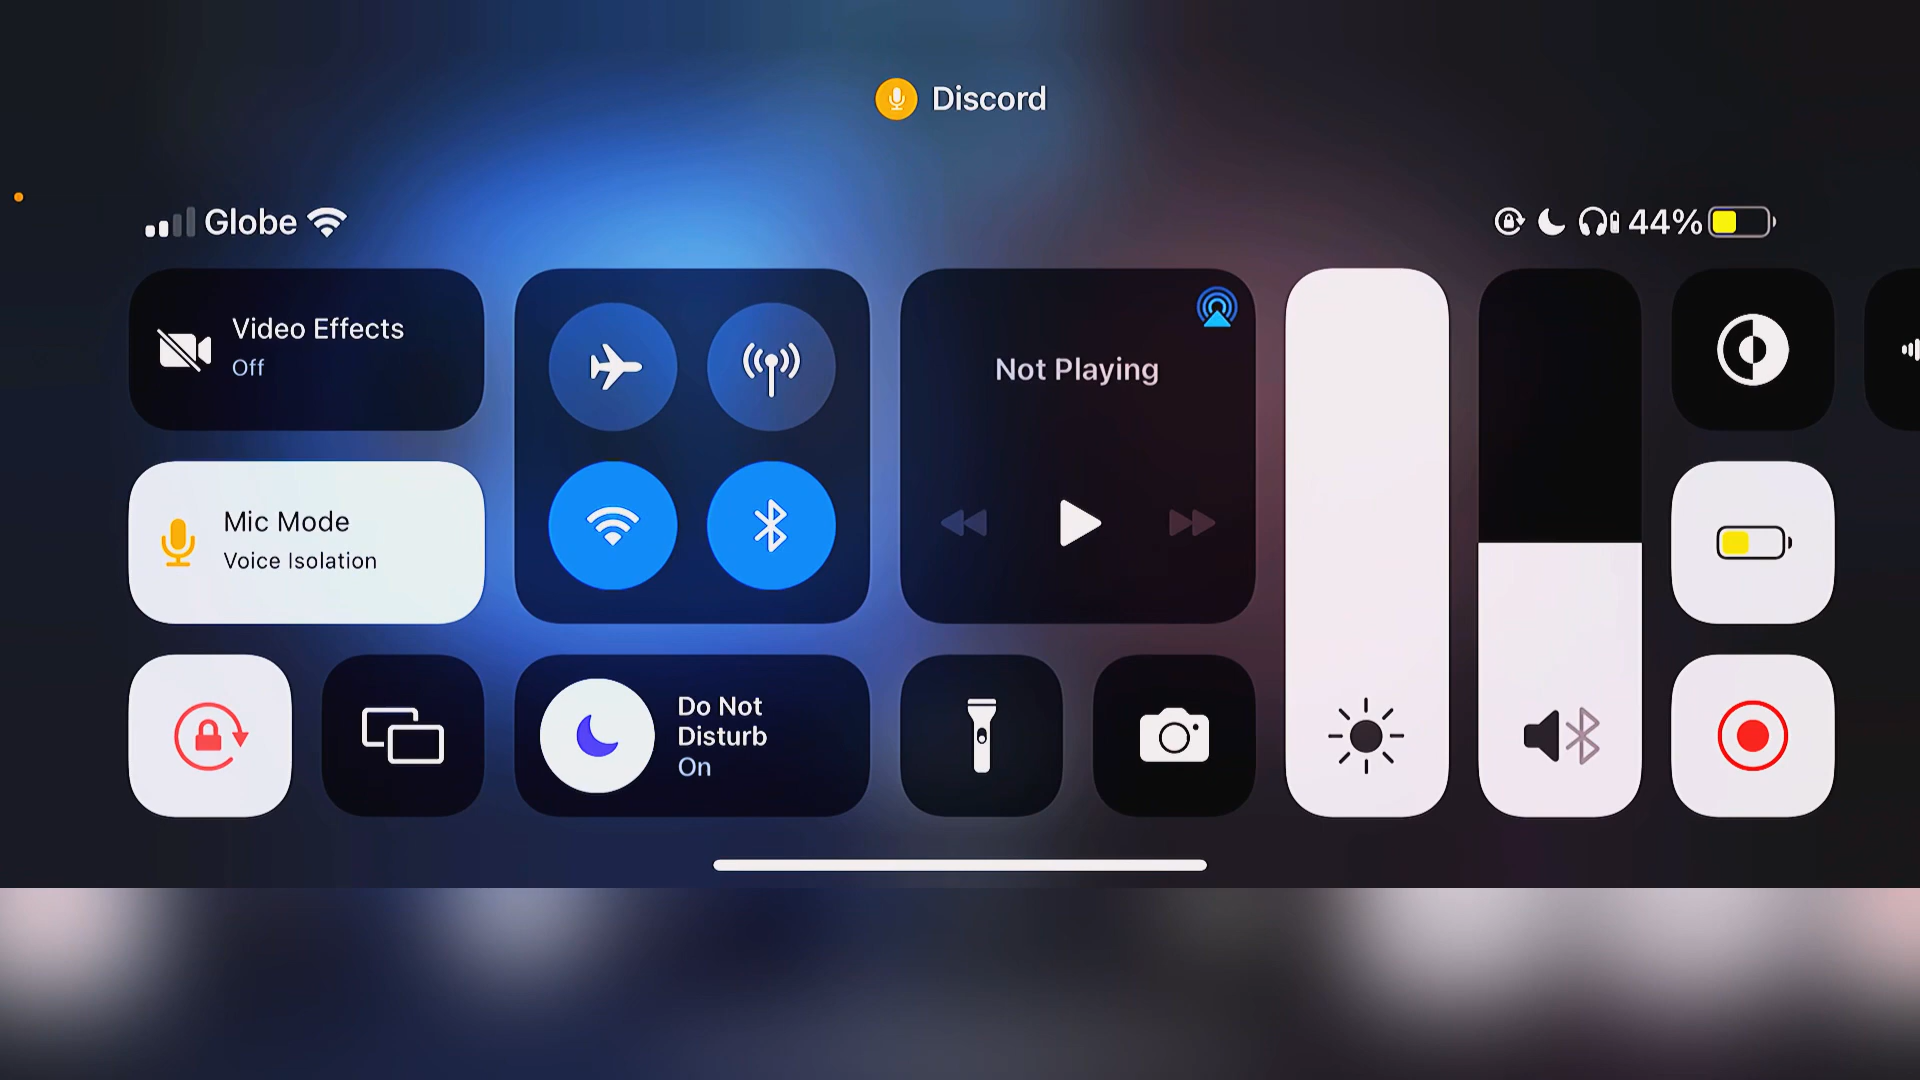 Discord
Globe
44%
Video Effects
Off
Not Playing
Mic Mode
Voice Isolation
Do Not
Disturb
On